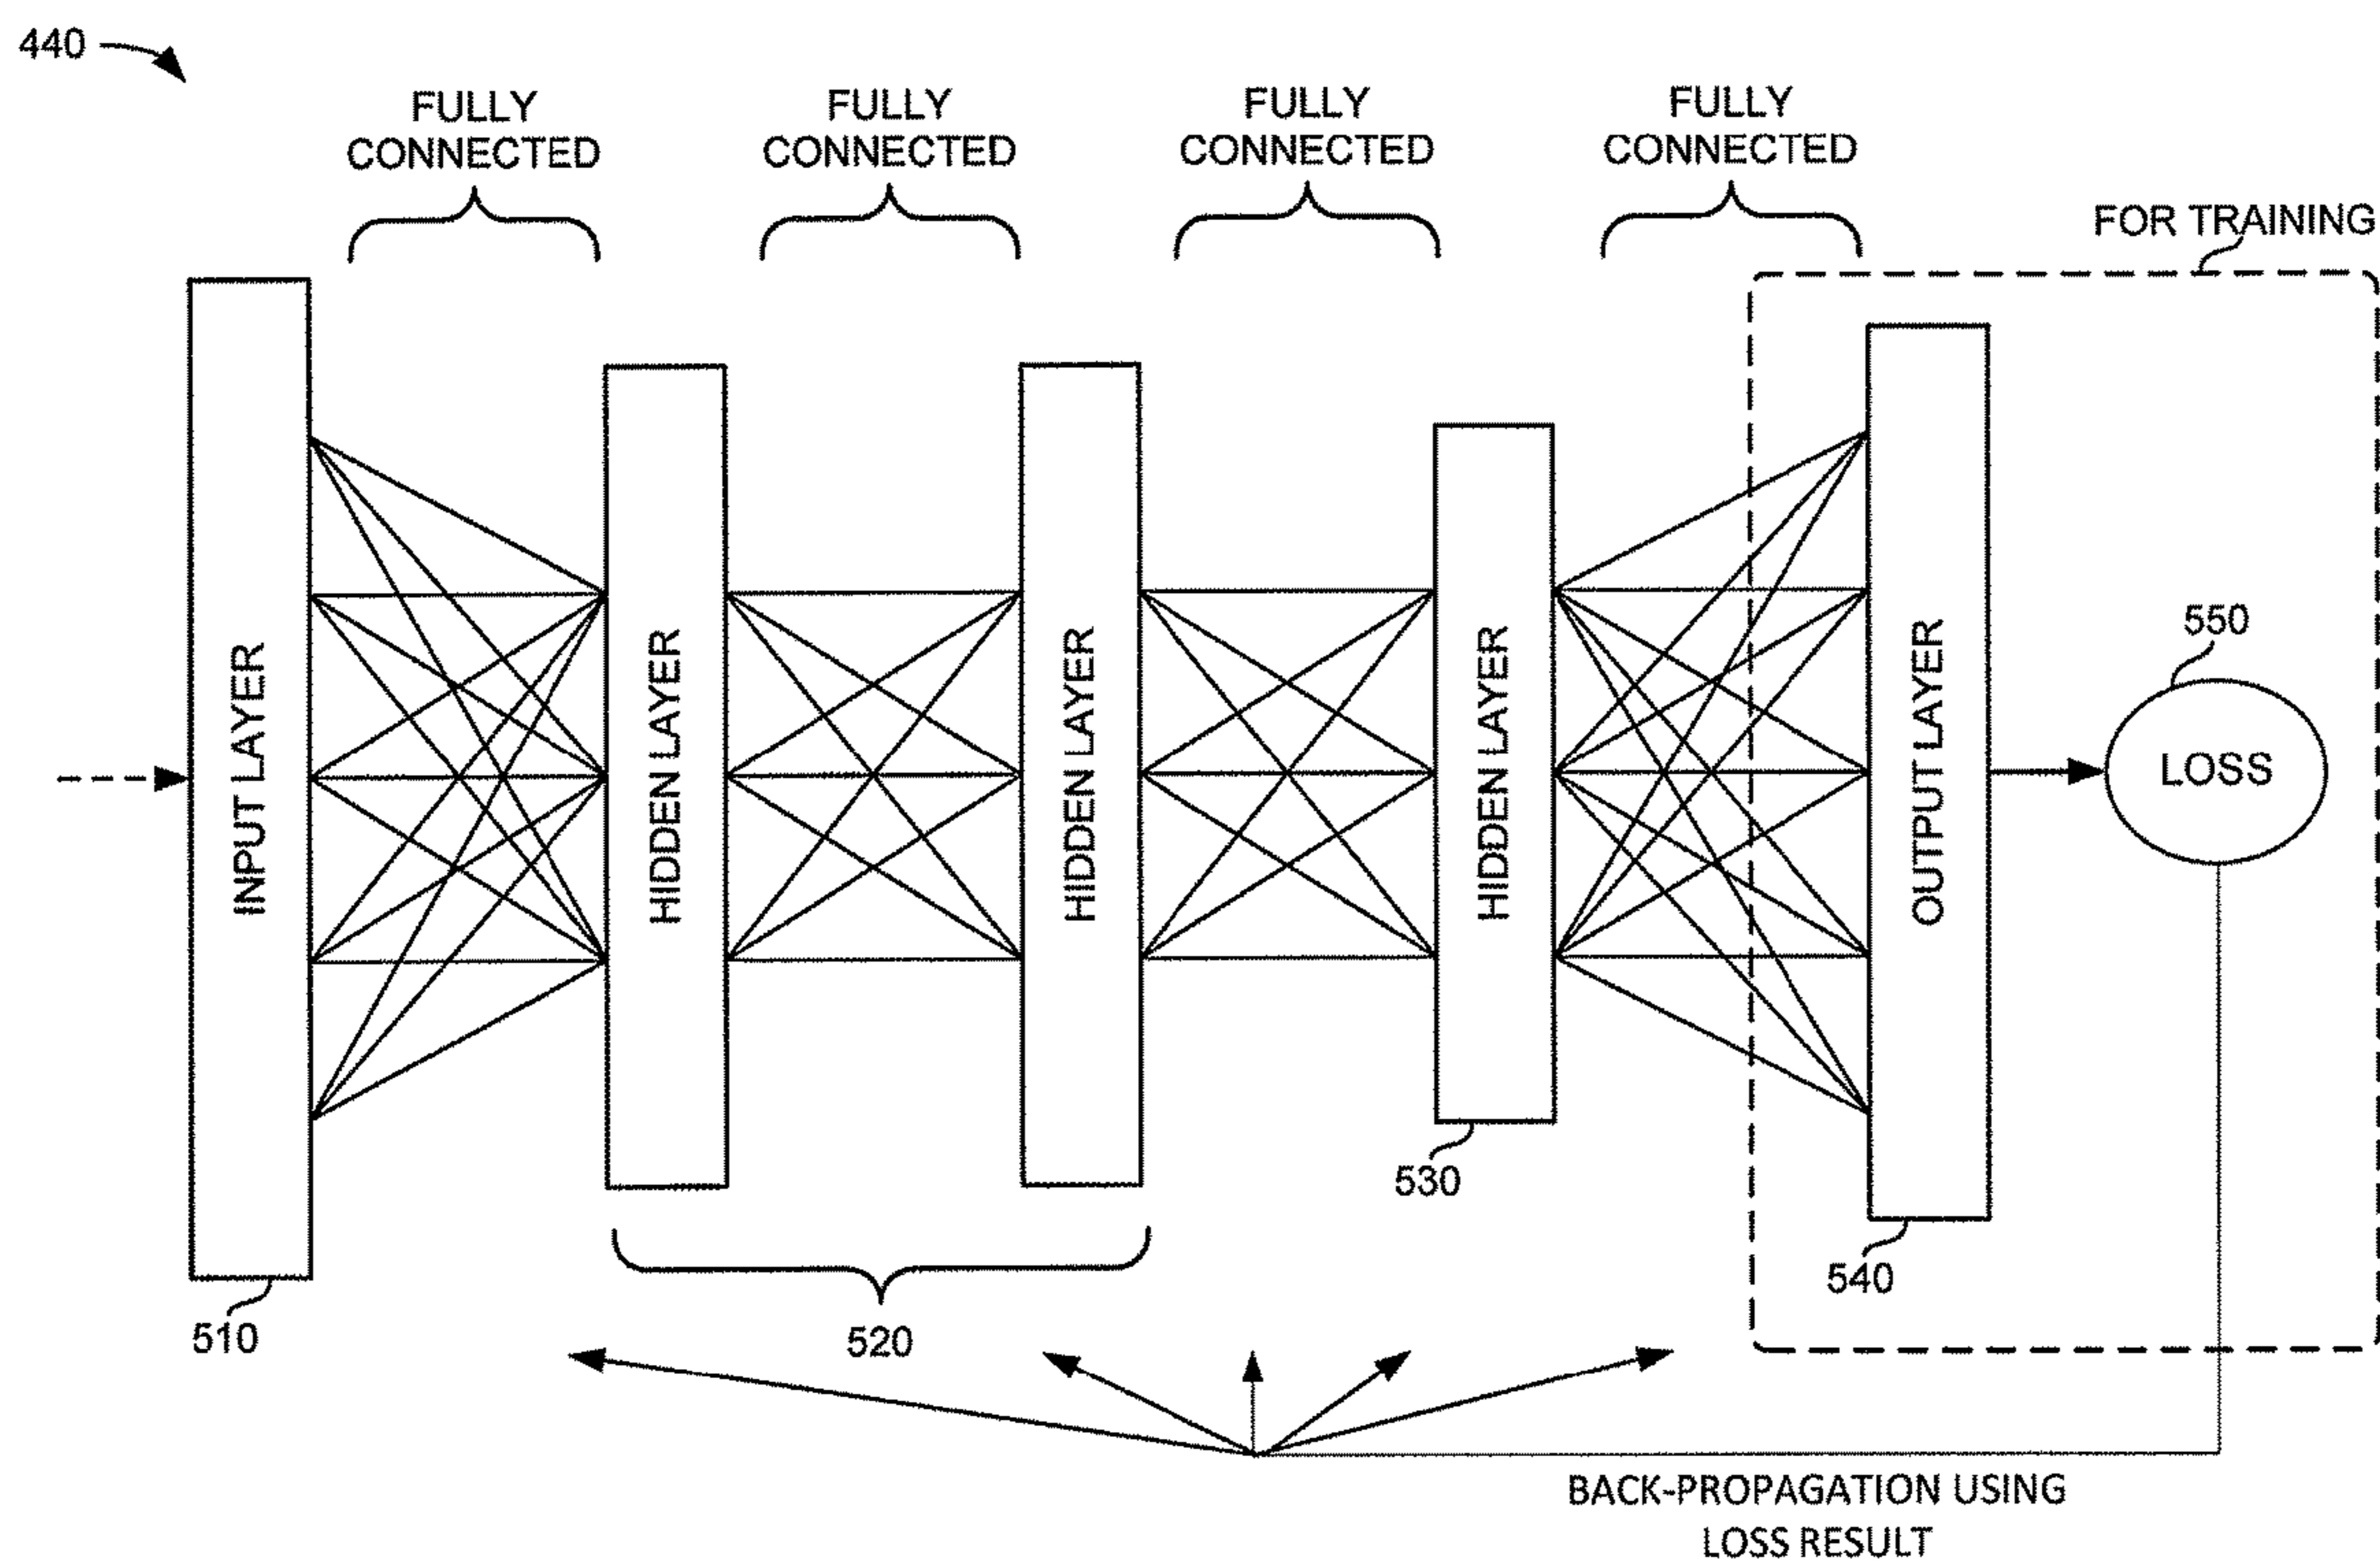 440
FULLY
CONNECTED
FULLY
CONNECTED
FULLY
CONNECTED
FULLY
CONNECTED
FOR TRAINING
INPUT LAYER
HIDDEN LAYER
HIDDEN LAYER
HIDDEN LAYER
OUTPUT LAYER
550
LOSS
530
540
510
520
BACK-PROPAGATION USING
LOSS RESULT